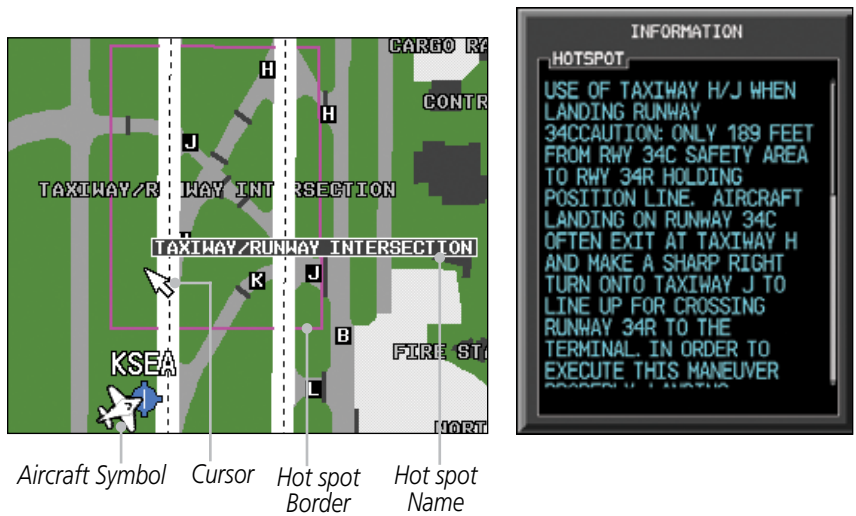 CARGO RA
H
CONTR
H
J
TAXIWAY/R  WAY INT  RSECTION
TAXIWAY/RUNWAY INTERSECTION
K
J
B
FIRE STA
KSEA
L
NORT
Aircraft Symbol
Cursor
Hot spot
Border
Hot spot
Name
INFORMATION
HOTSPOT
USE OF TAXIWAY H/J WHEN
LANDING RUNWAY
34CCAUTION: ONLY 189 FEET
FROM RWY 34C SAFETY AREA
TO RWY 34R HOLDING
POSITION LINE. AIRCRAFT
LANDING ON RUNWAY 34C
OFTEN EXIT AT TAXIWAY H
AND MAKE A SHARP RIGHT
TURN ONTO TAXIWAY J TO
LINE UP FOR CROSSING
RUNWAY 34R TO THE
TERMINAL. IN ORDER TO
EXECUTE THIS MANEUVER